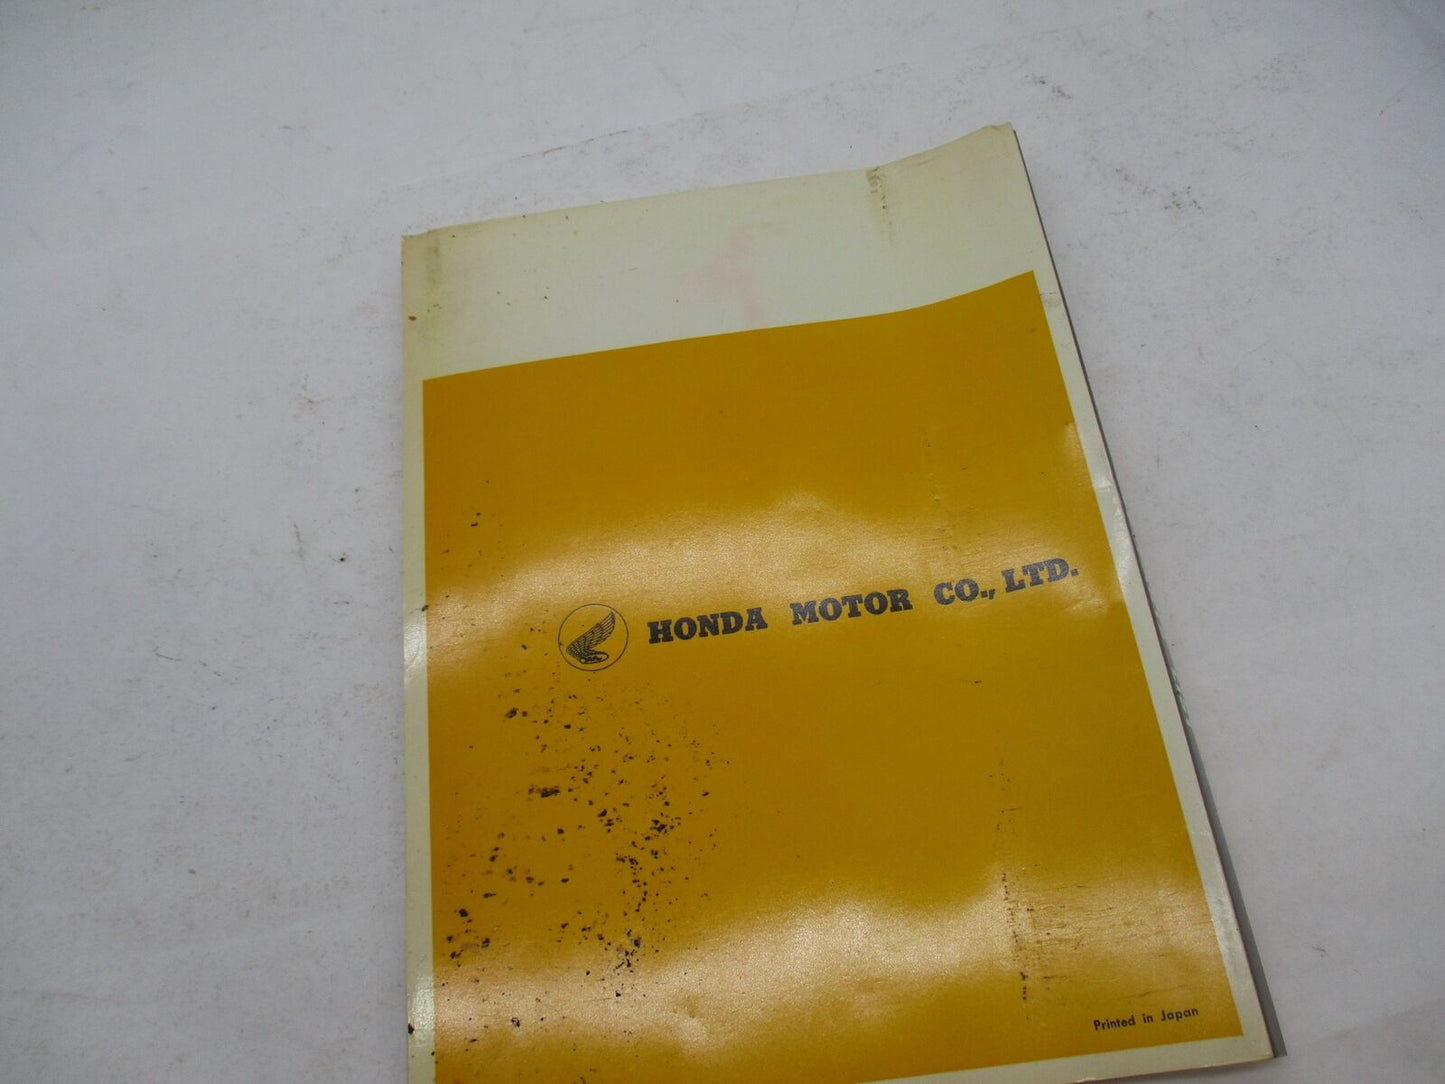 HONDA MOTOR CO., LTD.
Printed in Japan